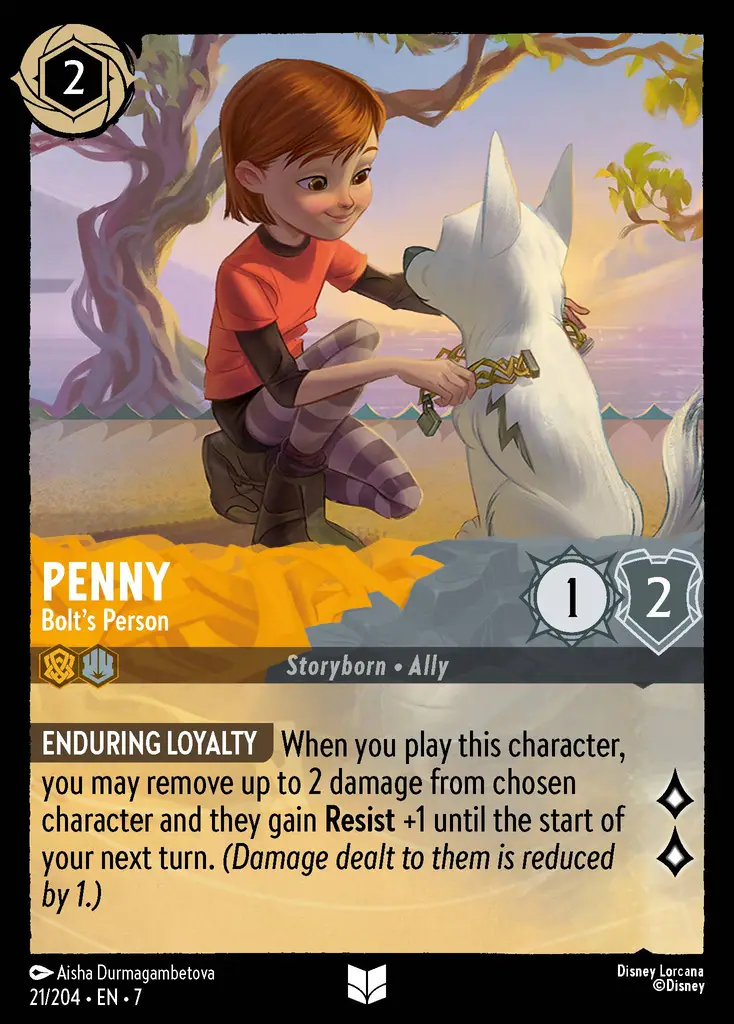 2
PENNY
Bolt's Person
1
2
Storyborn • Ally
ENDURING LOYALTY When you play this character,
you may remove up to 2 damage from chosen
character and they gain Resist +1 until the start of
your next turn. (Damage dealt to them is reduced
by 1.)
Aisha Durmagambetova
21/204 • EN • 7
Disney Lorcana
©Disney